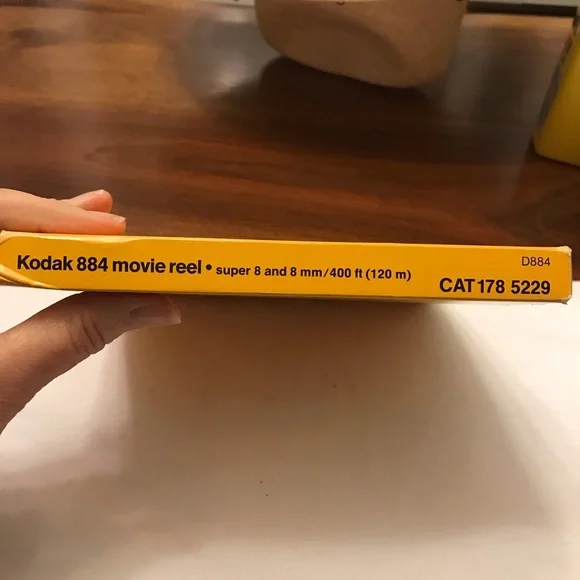 Kodak 884 movie reel • super 8 and 8 mm/400 ft (120 m)
D884
CAT 178 5229